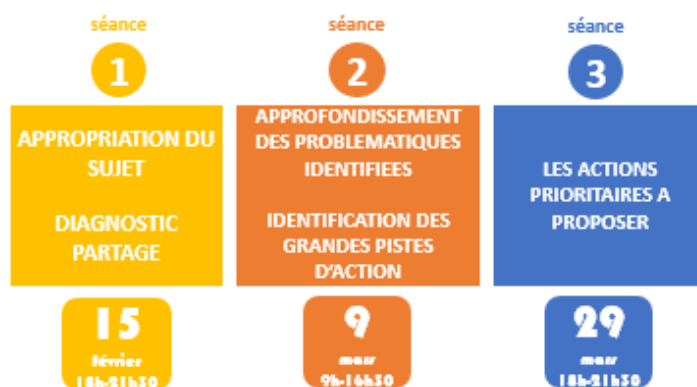 séance
1
APPROPRIATION DU
SUJET
DIAGNOSTIC
PARTAGE
15
février
18h-21h30
séance
2
APPROFONDISSEMENT
DES PROBLEMATIQUES
IDENTIFIEES
IDENTIFICATION DES
GRANDES PISTES
D'ACTION
9
mars
9h-16h30
séance
3
LES ACTIONS
PRIORITAIRES A
PROPOSER
29
mars
18h-21h30